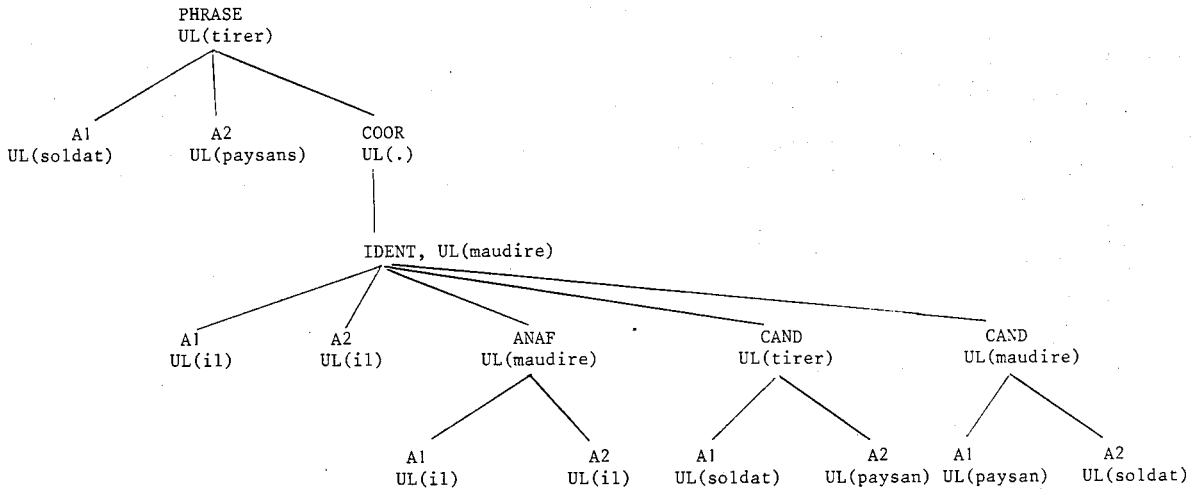 PHRASE
UL(tirer)
A1 A2 COOR
UL(soldat) UL(paysans) UL(.)
IDENT, UL(maudire)
A1 A2 ANAF CAND CAND
UL(il) UL(il) UL(maudire) UL(tirer) UL(maudire)
A1 A2 A1 A2 A1 A2
UL(il) UL(il) UL(soldat) UL(paysan) UL(paysan) UL(soldat)